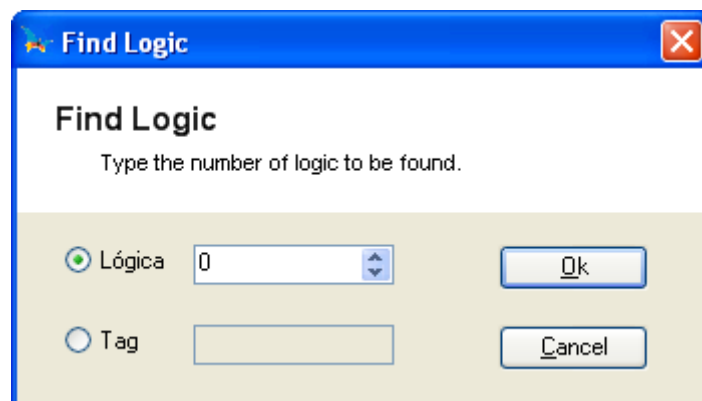 Find Logic
Find Logic
Type the number of logic to be found.
Lógica 0 Ok
Tag Cancel